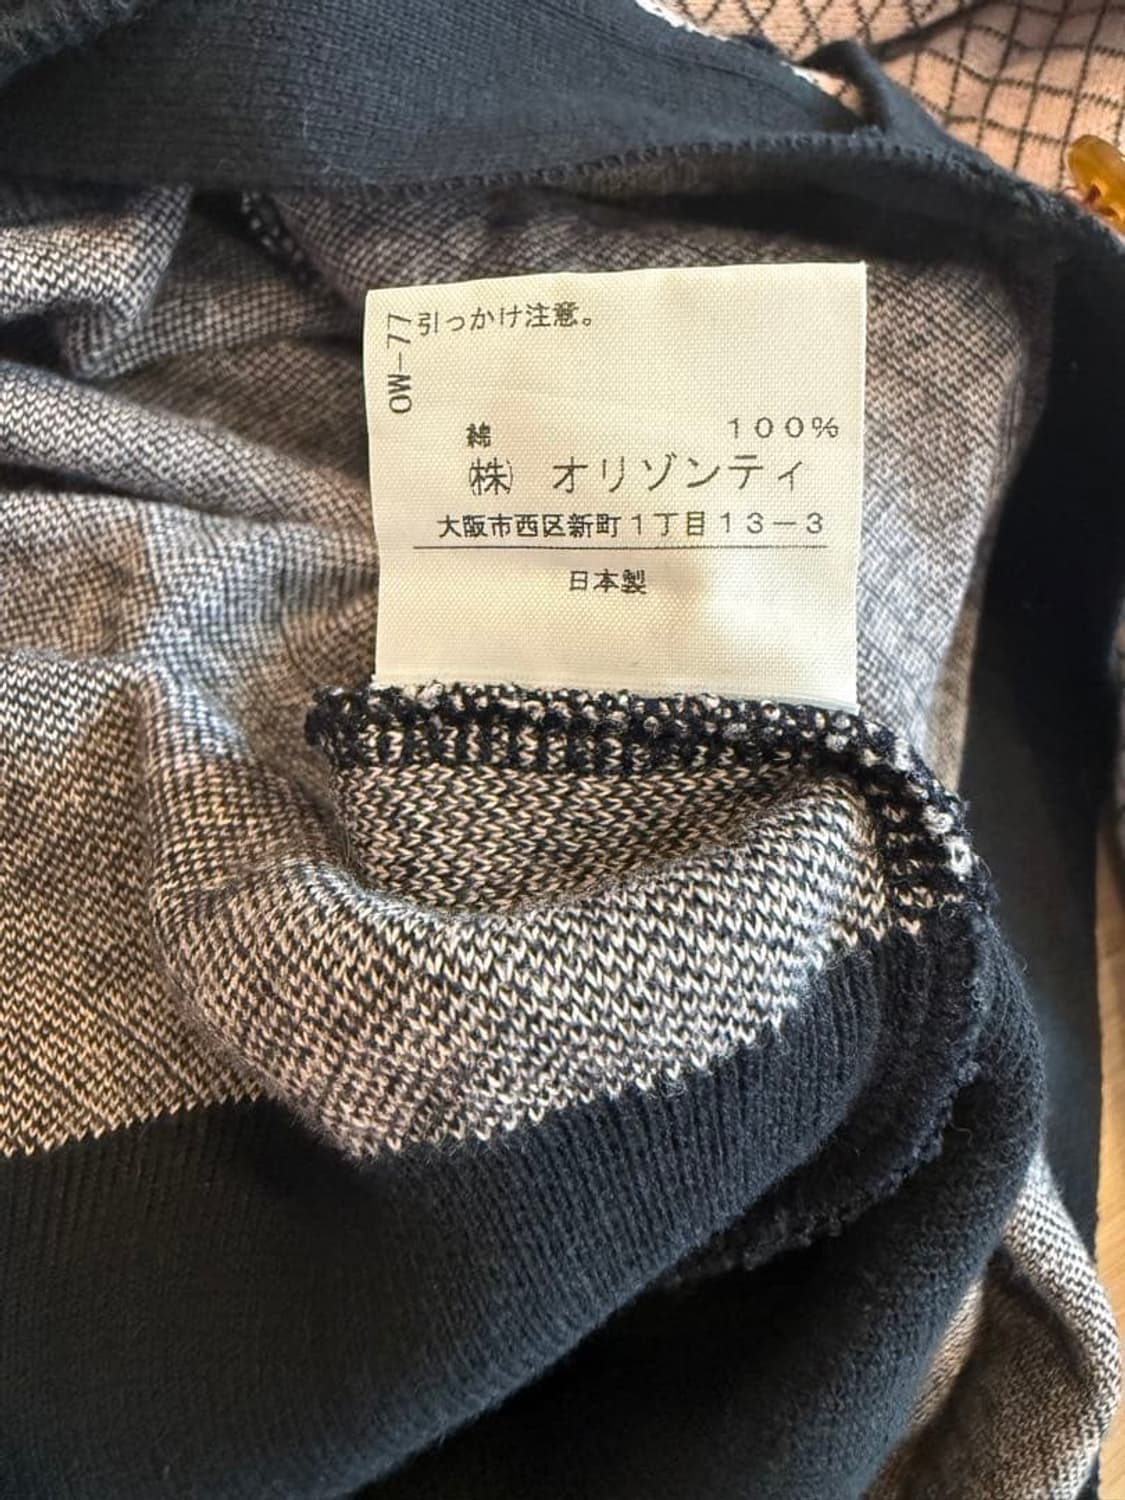 引っかけ注意。
OW-77
綿 100%
㈱ オリゾンティ
大阪市西区新町1丁目13-3
日本製